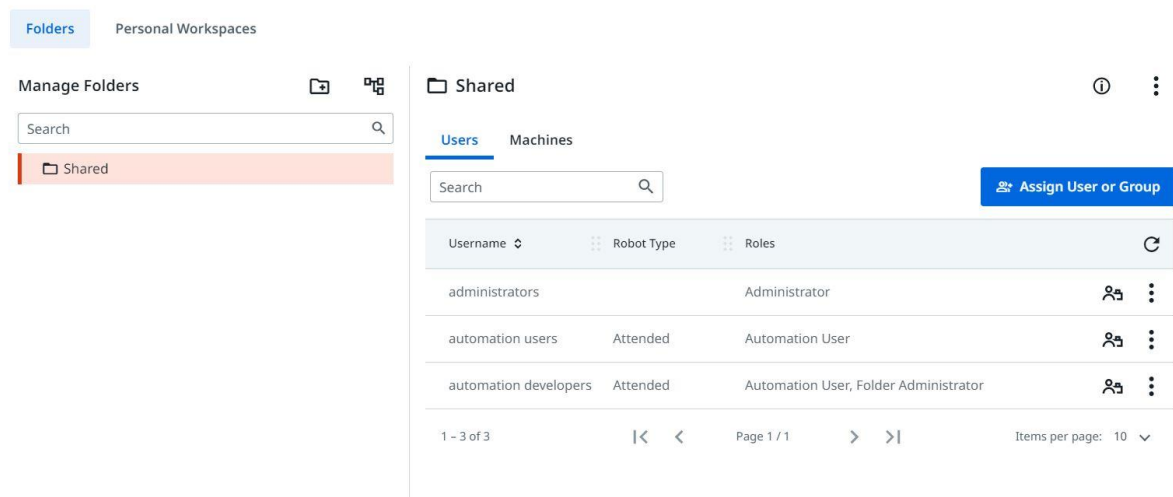 Folders Personal Workspaces
Manage Folders
Search
Shared
Shared
Users Machines
Search
Assign User or Group
Username Robot Type Roles
administrators Administrator
automation users Attended Automation User
automation developers Attended Automation User, Folder Administrator
1 – 3 of 3 Page 1 / 1 Items per page: 10